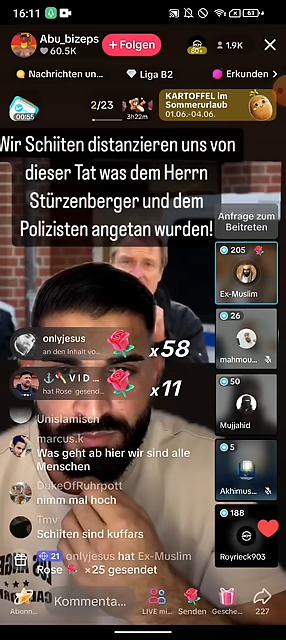 16:11
61
Abu_bizeps
60.5K
+ Folgen
80+
1.9K
Nachrichten un...
Liga B2
Erkunden
00:55
2/23
3h22m
KARTOFFEL im
Sommerurlaub
01.06.-04.06.
Wir Schiiten distanzieren uns von
dieser Tat was dem Herrn
Stürzenberger und dem
Polizisten angetan wurden!
Anfrage zum
Beitreten
205
Ex-Muslim
26
mahmou...
50
Mujjahid
5
Akhimus...
188
Royrieck903
onlyjesus
an den Inhalt vo...
x58
V I D ...
hat Rose gesend...
x11
Unislamisch
marcus.k
Was geht ab hier wir sind alle
Menschen
DukeOfRuhrpott
nimm mal hoch
Tmv
Schiiten sind kuffars
21 onlyjesus hat Ex-Muslim
Rose x25 gesendet
Abonn...
Kommenta...
LIVE mi...
Senden
Gesche...
227